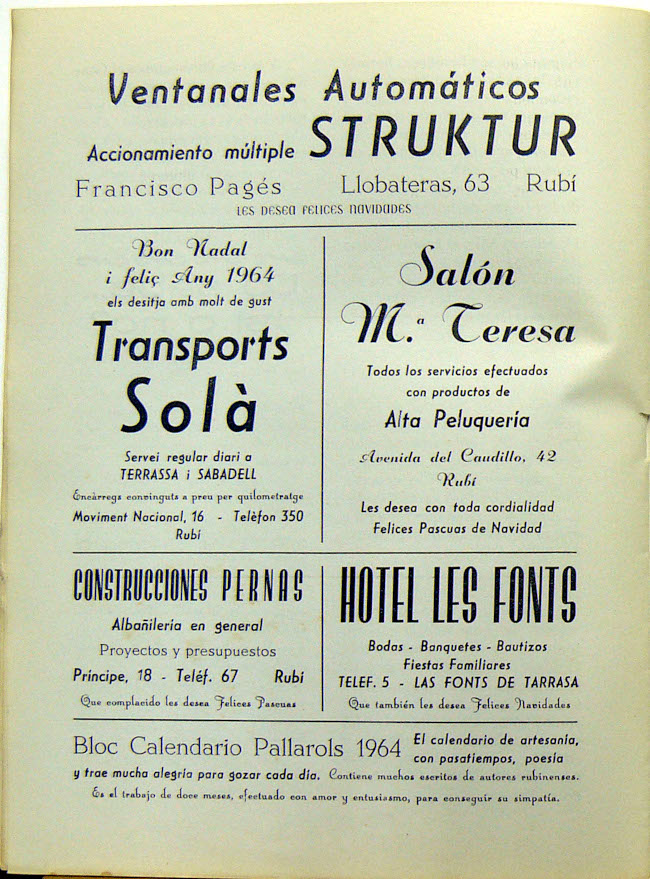 Ventanales Automáticos
Accionamiento múltiple STRUKTUR
Francisco Pagés Llobateras, 63 Rubí
LES DESEA FELICES NAVIDADES
Bon Nadal
i feliç Any 1964
els desitja amb molt de gust
Transports
Solà
Servei regular diari a
TERRASSA i SABADELL
Encàrregs convinguts a preu per quilometratge
Moviment Nacional, 16 - Telèfon 350
Rubí
Salón
M.ª Teresa
Todos los servicios efectuados
con productos de
Alta Peluquería
Avenida del Caudillo, 42
Rubí
Les desea con toda cordialidad
Felices Pascuas de Navidad
CONSTRUCCIONES PERNAS
Albañilería en general
Proyectos y presupuestos
Príncipe, 18 - Teléf. 67 Rubí
Que complacido les desea Felices Pascuas
HOTEL LES FONTS
Bodas - Banquetes - Bautizos
Fiestas Familiares
TELEF. 5 - LAS FONTS DE TARRASA
Que también les desea Felices Navidades
Bloc Calendario Pallarols 1964 El calendario de artesanía,
con pasatiempos, poesía
y trae mucha alegría para gozar cada día. Contiene muchos escritos de autores rubinenses.
Es el trabajo de doce meses, efectuado con amor y entusiasmo, para conseguir su simpatía.